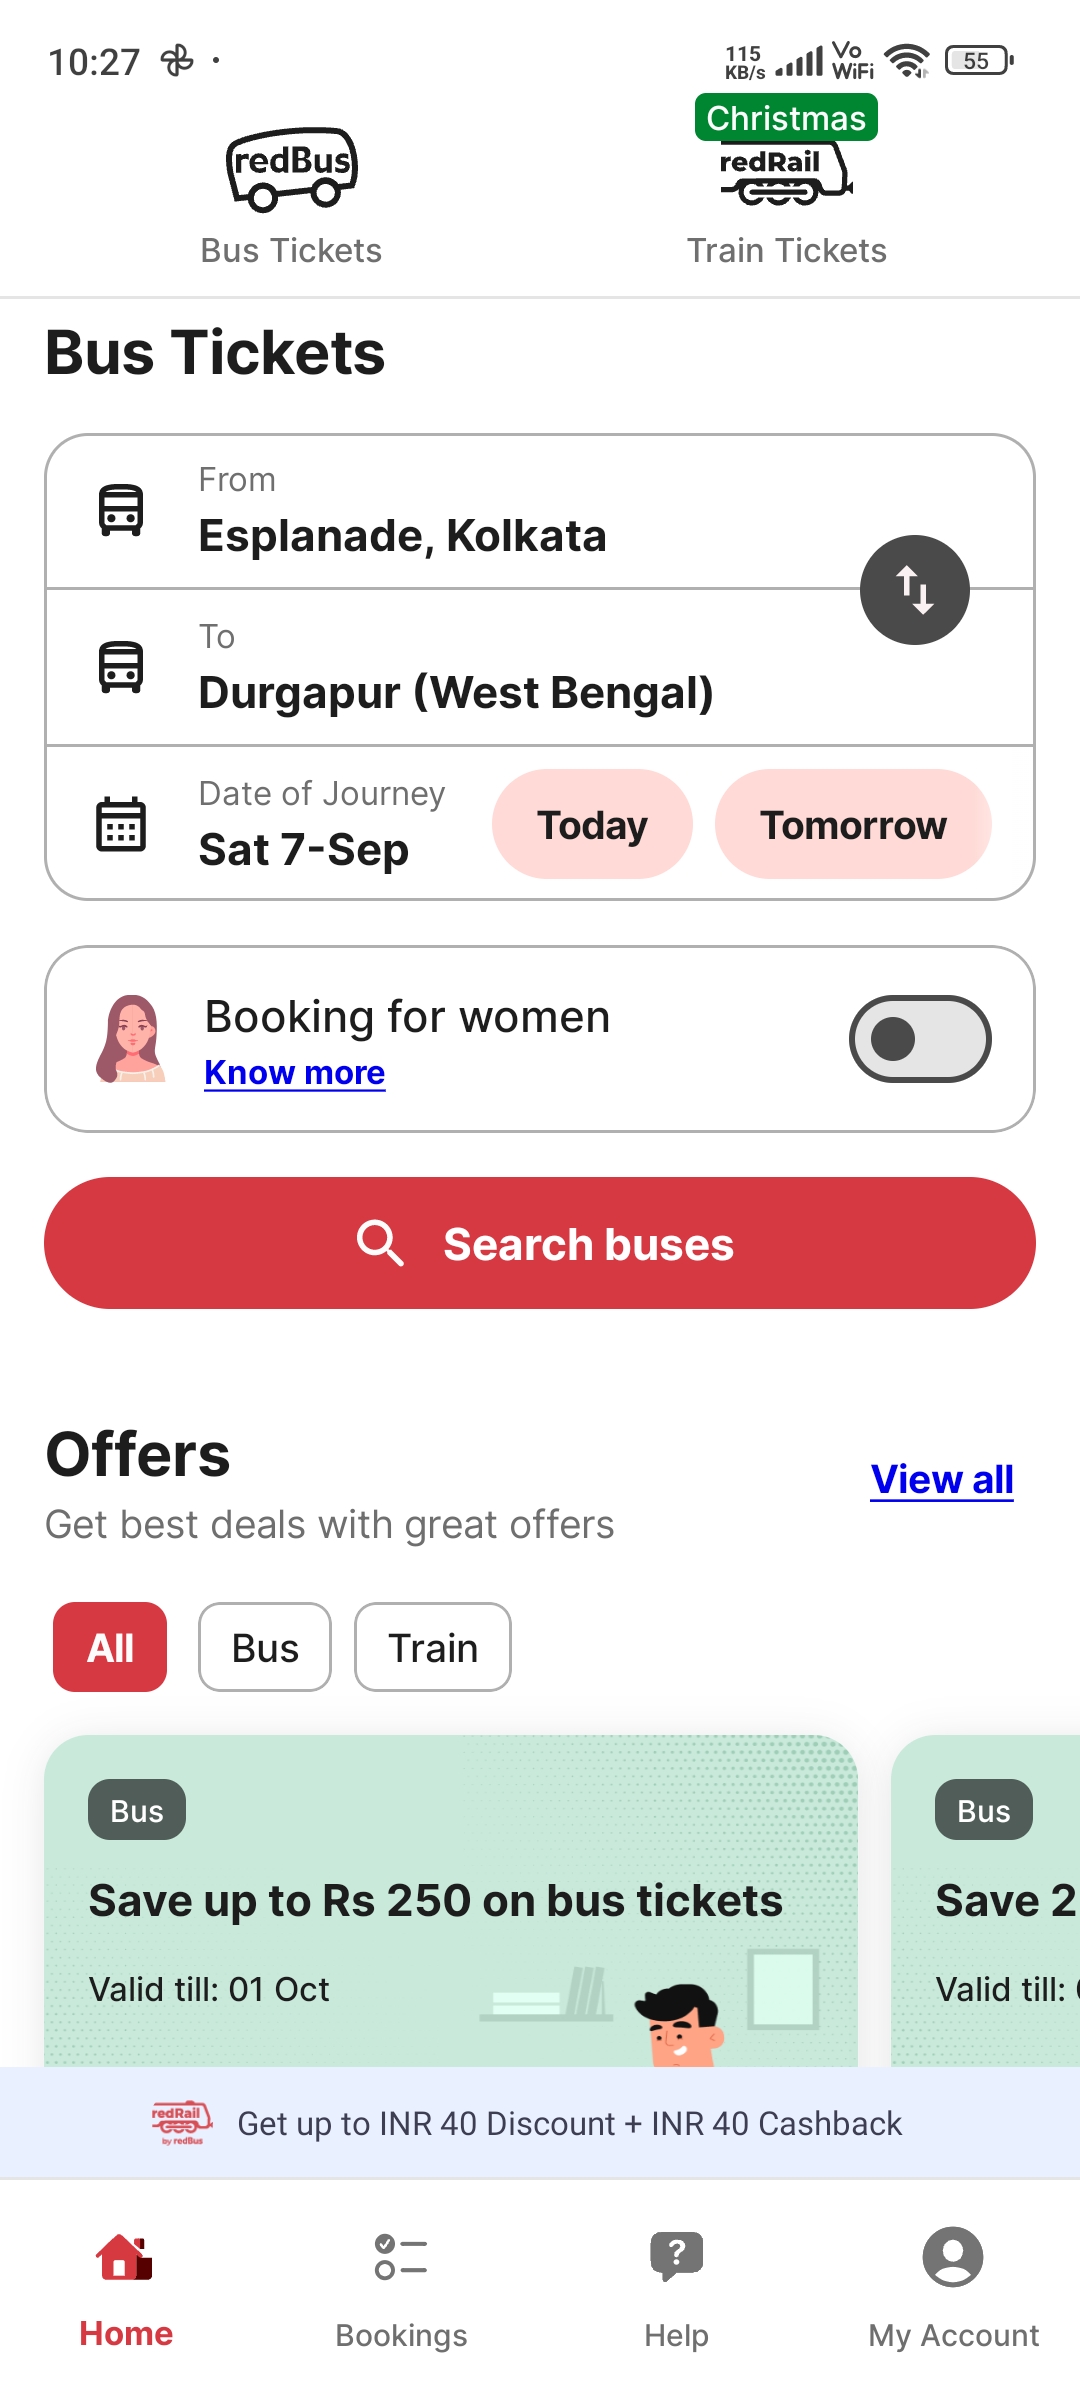 10:27
115 KB/s Vo WiFi 55
Christmas
redBus
redRail
Bus Tickets
Train Tickets
Bus Tickets
From
Esplanade, Kolkata
To
Durgapur (West Bengal)
Date of Journey
Sat 7-Sep
Today
Tomorrow
Booking for women
Know more
Search buses
Offers
View all
Get best deals with great offers
All
Bus
Train
Bus
Bus
Save up to Rs 250 on bus tickets
Save 2
Valid till: 01 Oct
Valid till:
redRail
by redBus
Get up to INR 40 Discount + INR 40 Cashback
Home
Bookings
Help
My Account